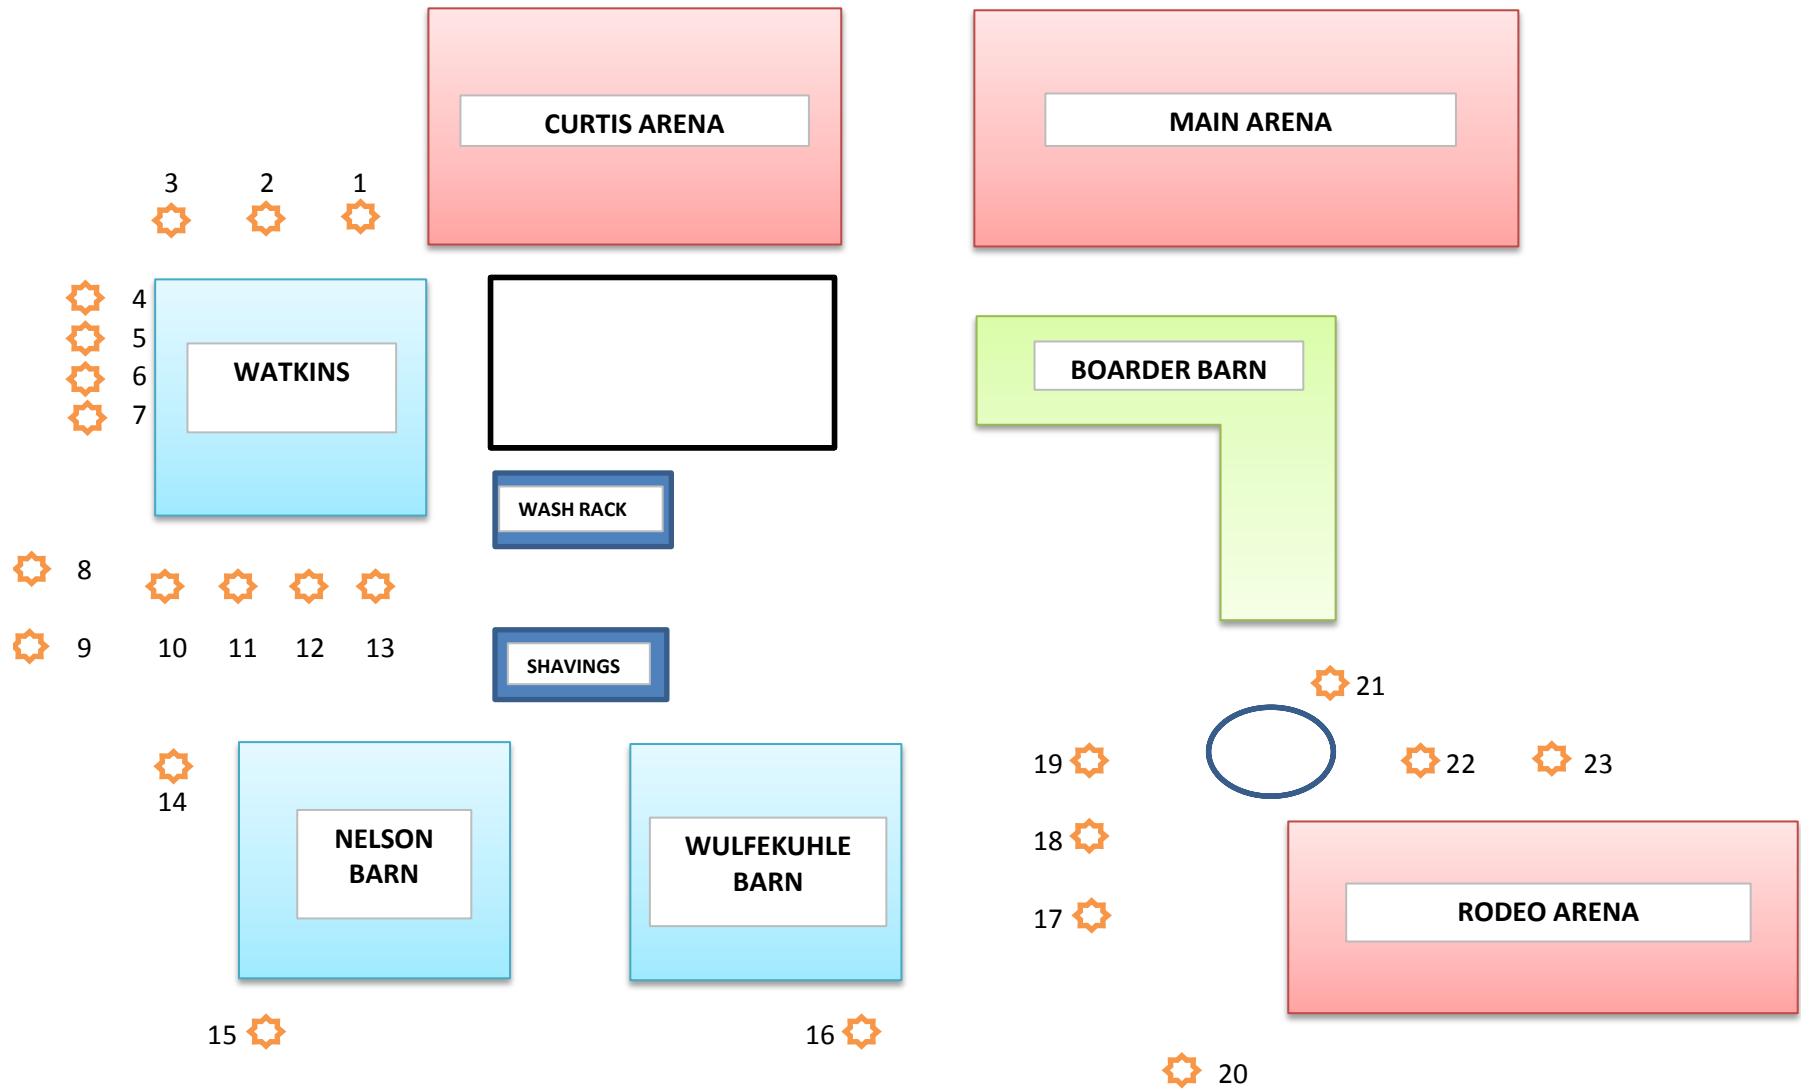 CURTIS ARENA
MAIN ARENA
3 2 1
4
5
6
7
WATKINS
BOARDER BARN
WASH RACK
8
9 10 11 12 13
SHAVINGS
21
14
19
22 23
NELSON
BARN
WULFEKUHLE
BARN
18
17
RODEO ARENA
15
16
20